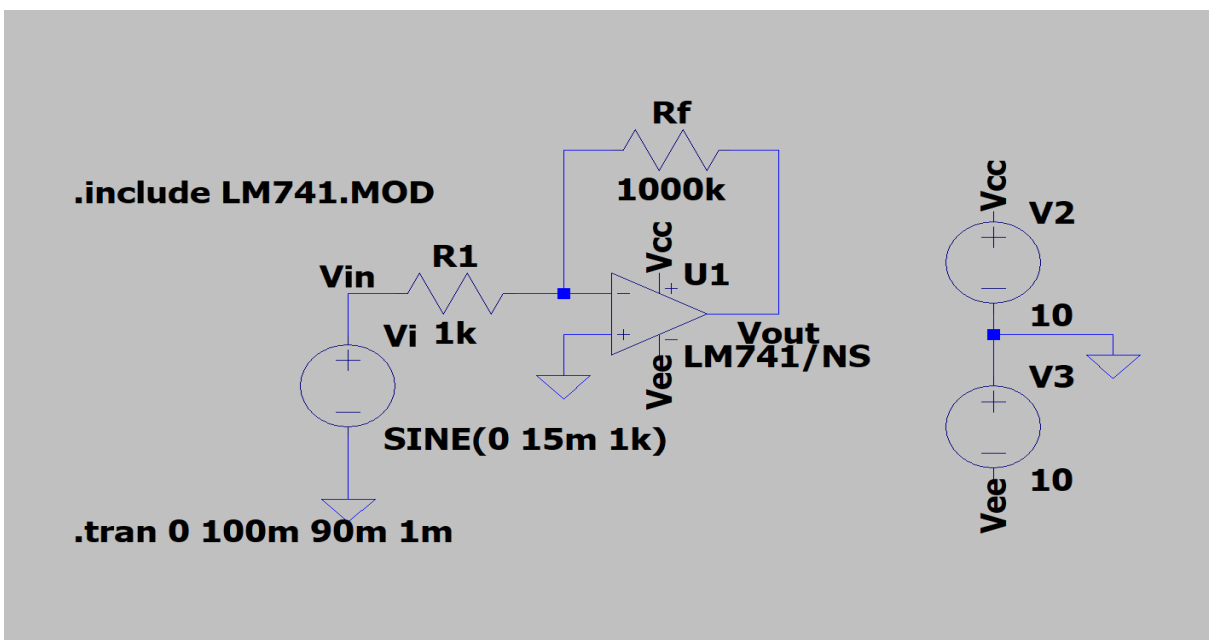 Rf
1000k
.include LM741.MOD
Vcc
V2
Vcc
R1
U1
Vin
Vi 1k
10
Vout
LM741/NS
Vee
V3
SINE(0 15m 1k)
10
Vee
.tran 0 100m 90m 1m